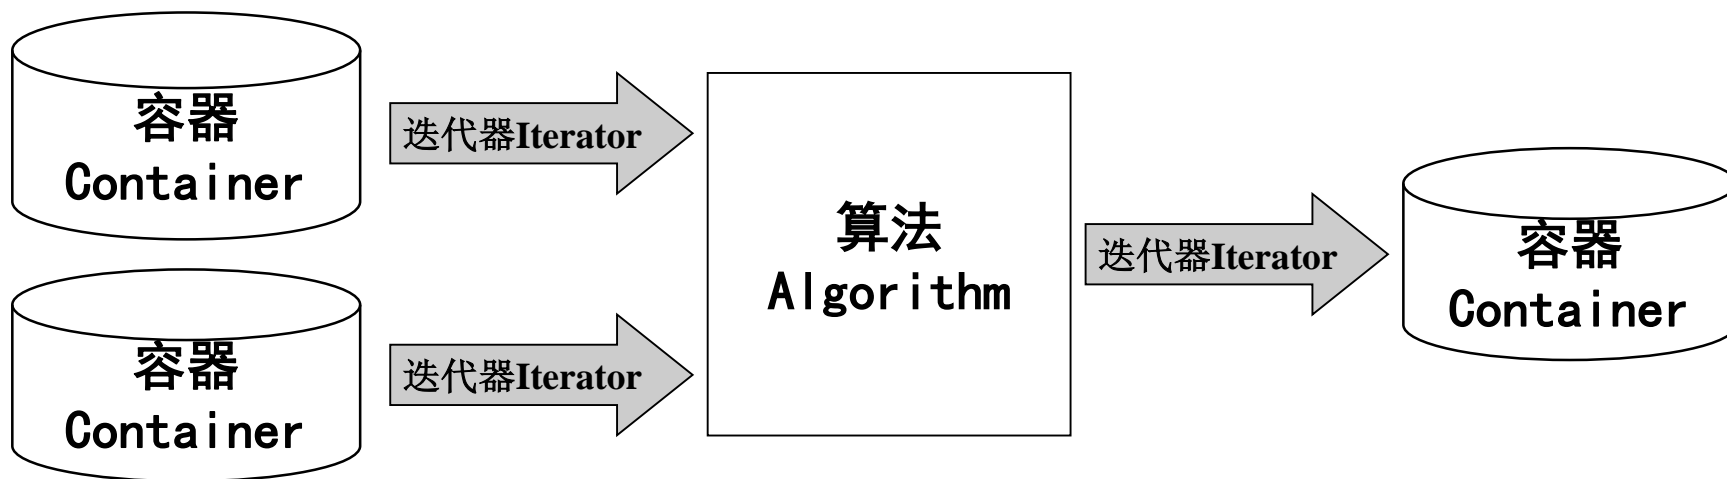 容器
Container
迭代器Iterator
容器
Container
迭代器Iterator
算法
Algorithm
迭代器Iterator
容器
Container